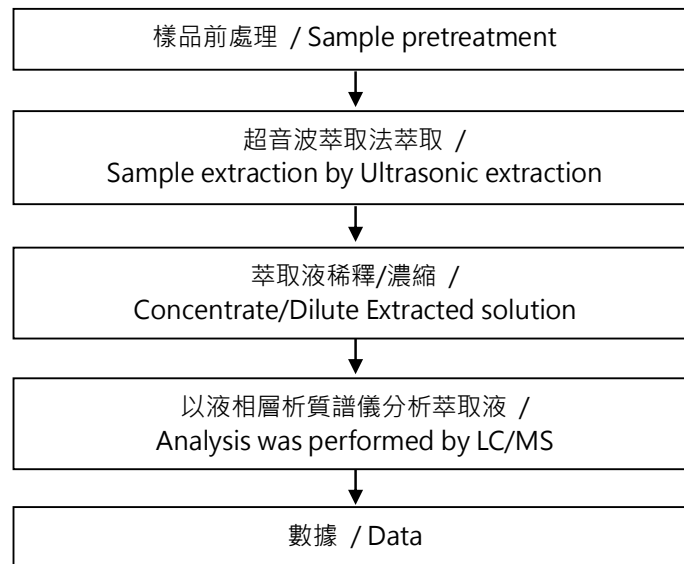 樣品前處理 / Sample pretreatment
超音波萃取法萃取 /
Sample extraction by Ultrasonic extraction
萃取液稀釋/濃縮 /
Concentrate/Dilute Extracted solution
以液相層析質譜儀分析萃取液 /
Analysis was performed by LC/MS
數據 / Data